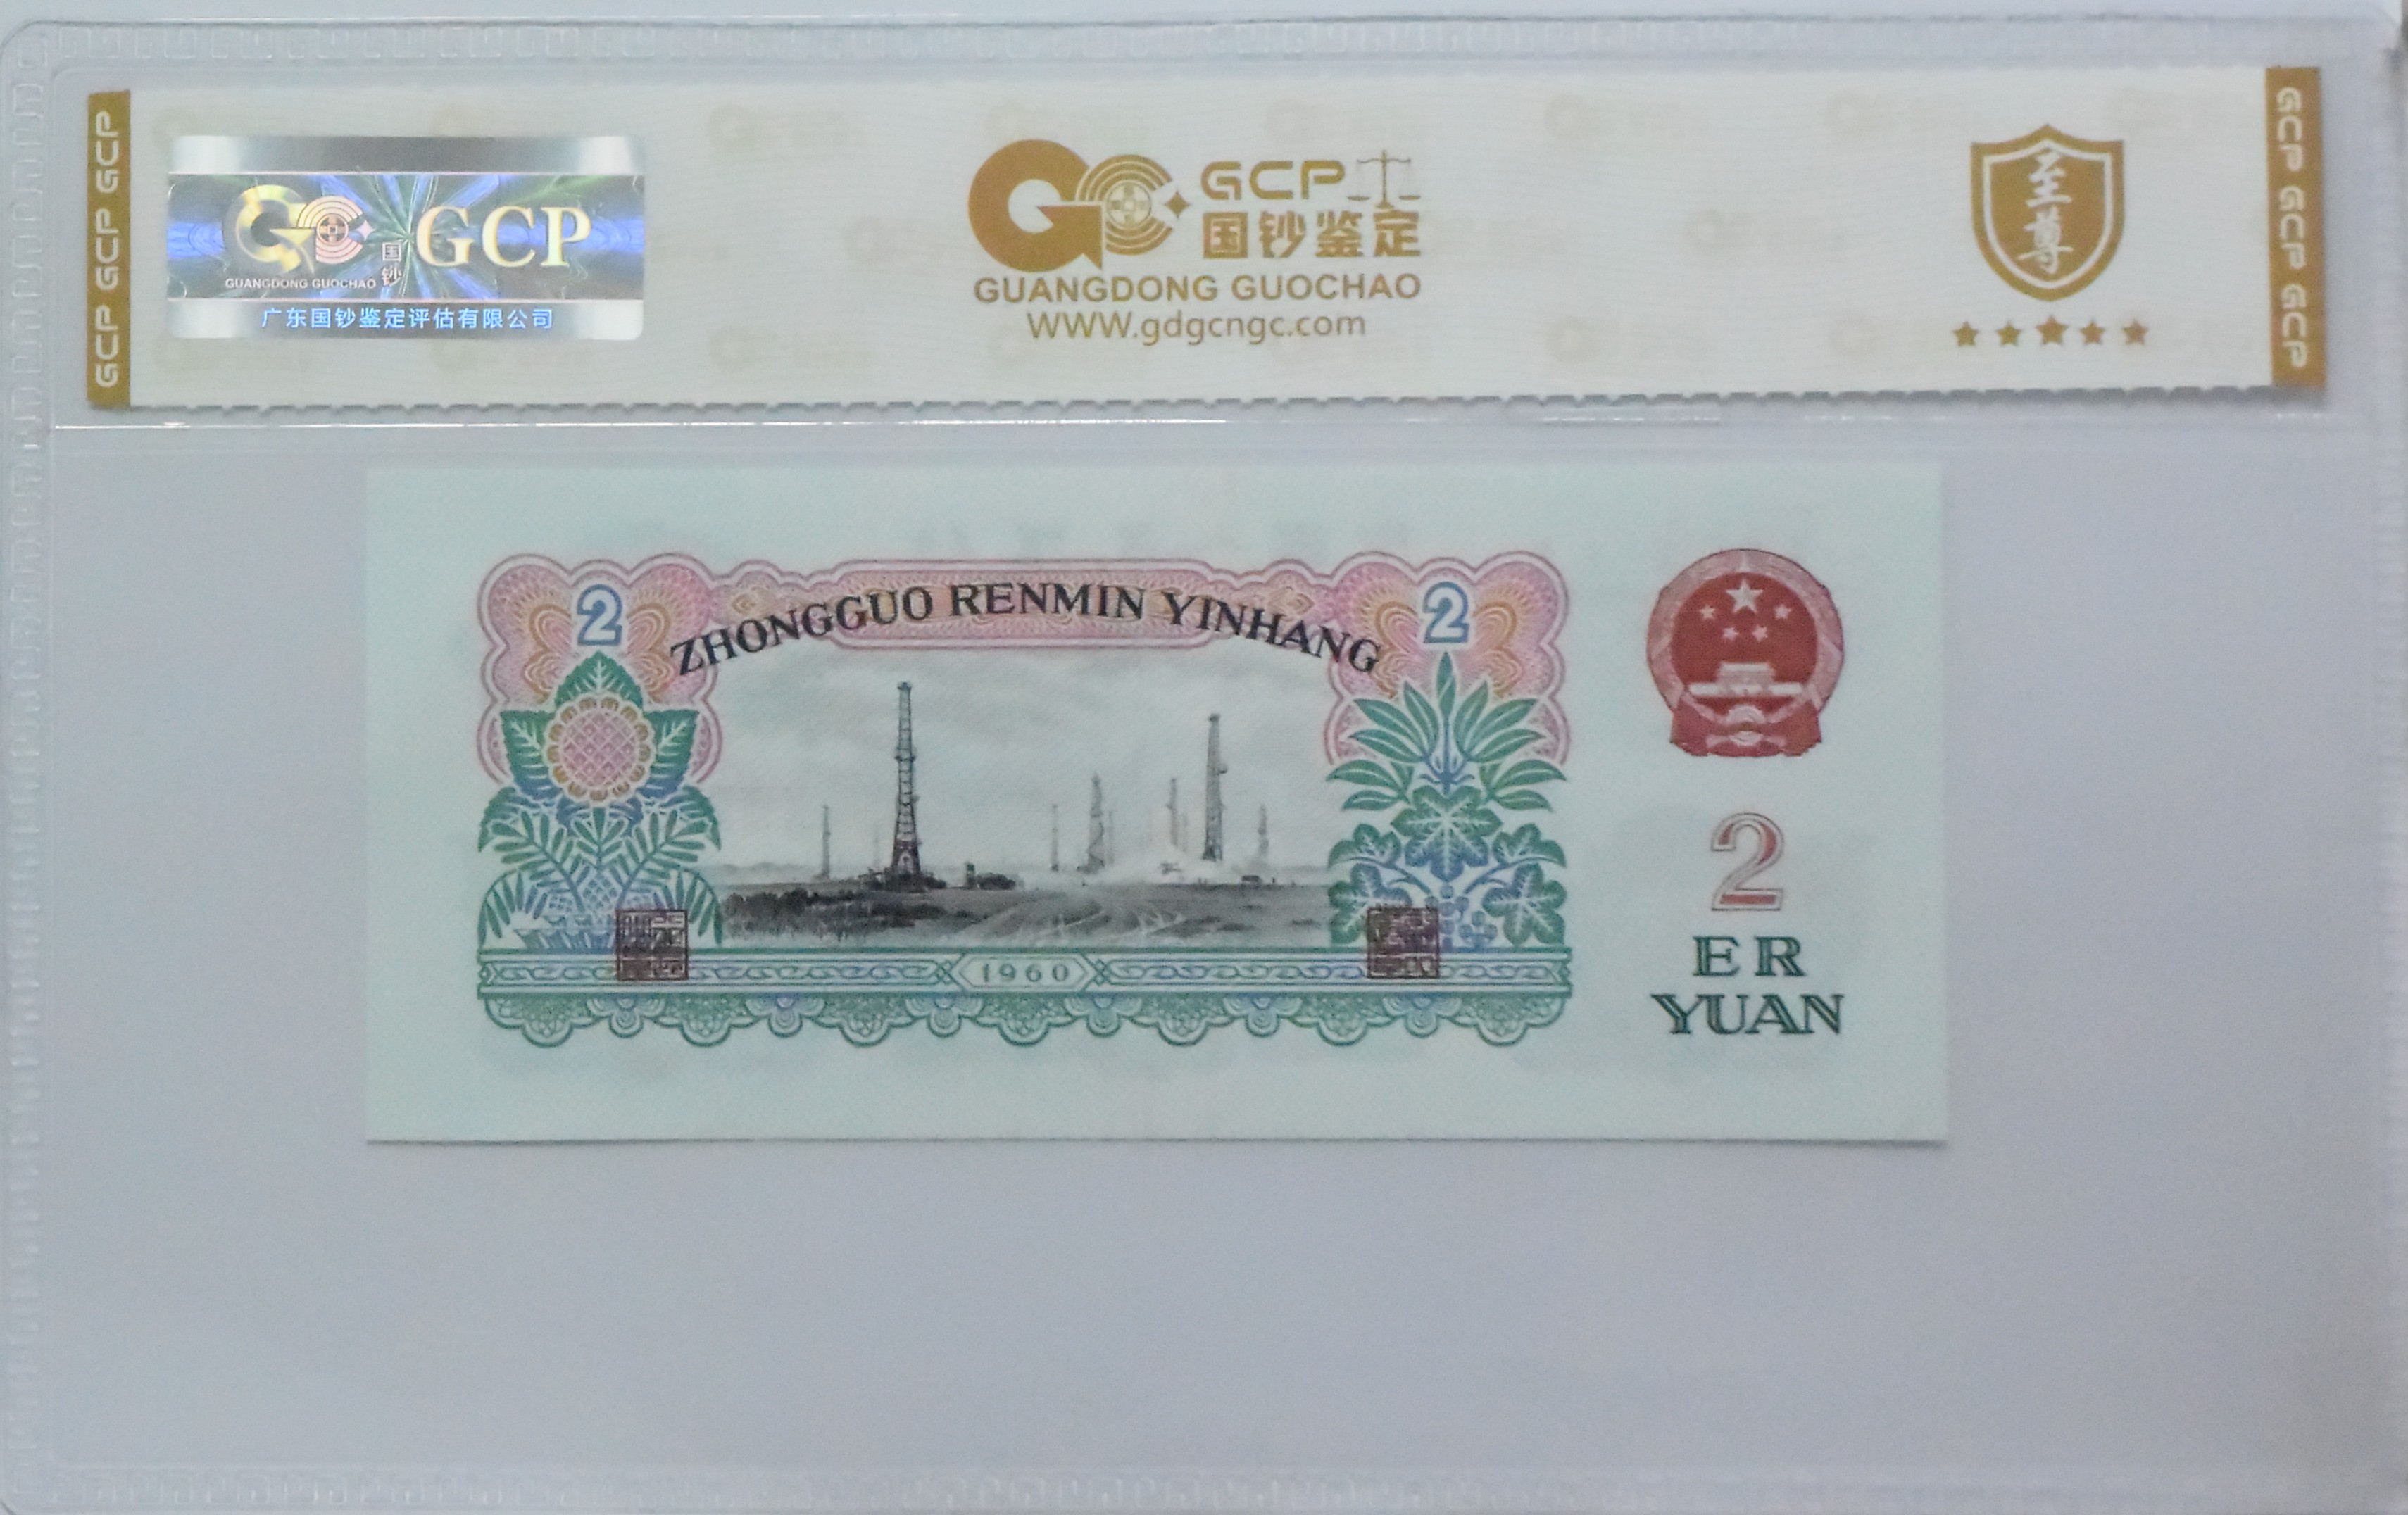 GCP GCP GCP
GCP
国钞
GUANGDONG GUOCHAO
广东国钞鉴定评估有限公司
GCP
国钞鉴定
GUANGDONG GUOCHAO
WWW.gdgcngc.com
至尊
GCP GCP GCP
2
ZHONGGUO RENMIN YINHANG
2
1960
2
ER
YUAN